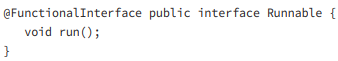 @FunctionalInterface public interface Runnable {
   void run();
}